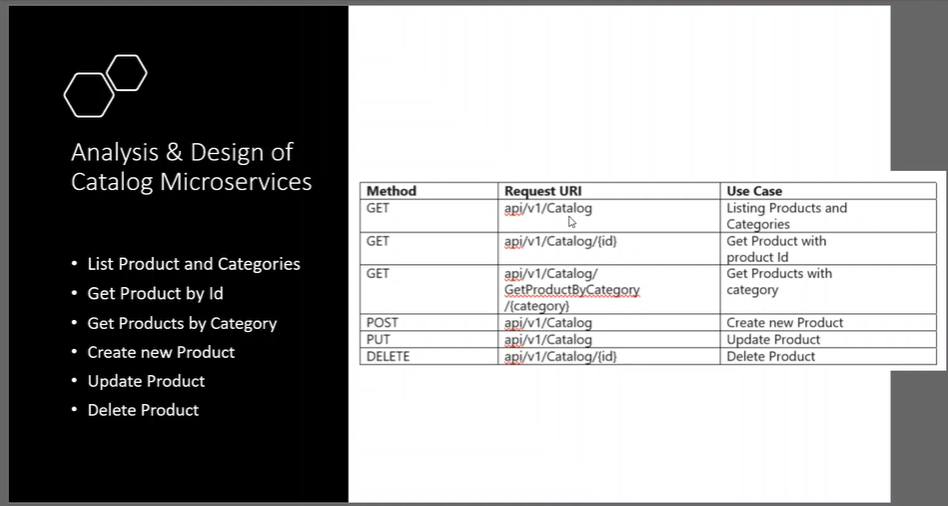 Analysis & Design of
Catalog Microservices
• List Product and Categories
• Get Product by Id
• Get Products by Category
• Create new Product
• Update Product
• Delete Product
Method Request URI Use Case
GET api/v1/Catalog Listing Products and
Categories
GET api/v1/Catalog/{id} Get Product with
product Id
GET api/v1/Catalog/ Get Products with
GetProductByCategory category
/{category}
POST api/v1/Catalog Create new Product
PUT api/v1/Catalog Update Product
DELETE api/v1/Catalog/{id} Delete Product